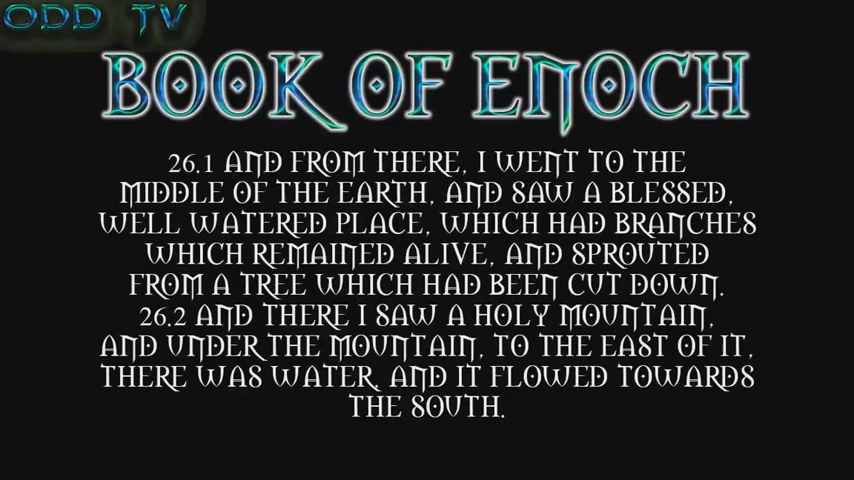 ODD TV
BOOK OF ENOCH
26.1 AND FROM THERE, I WENT TO THE
MIDDLE OF THE EARTH, AND SAW A BLESSED,
WELL WATERED PLACE, WHICH HAD BRANCHES
WHICH REMAINED ALIVE, AND SPROUTED
FROM A TREE WHICH HAD BEEN CUT DOWN.
26.2 AND THERE I SAW A HOLY MOUNTAIN,
AND UNDER THE MOUNTAIN, TO THE EAST OF IT,
THERE WAS WATER, AND IT FLOWED TOWARDS
THE SOUTH.